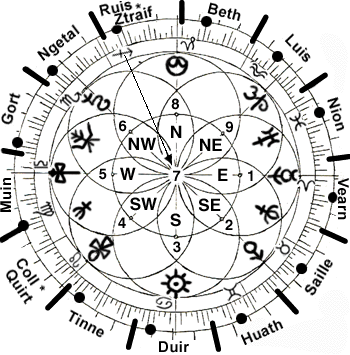 Ruis *
Ztraif
Beth
Luis
Nion
Vearn
Saille
Huath
Duir
Tinne
Coll *
Quirt
Muin
Gort
Ngetal
8
N
6
NW
NE
9
5
W
7
E
1
SW
SE
4
S
2
3